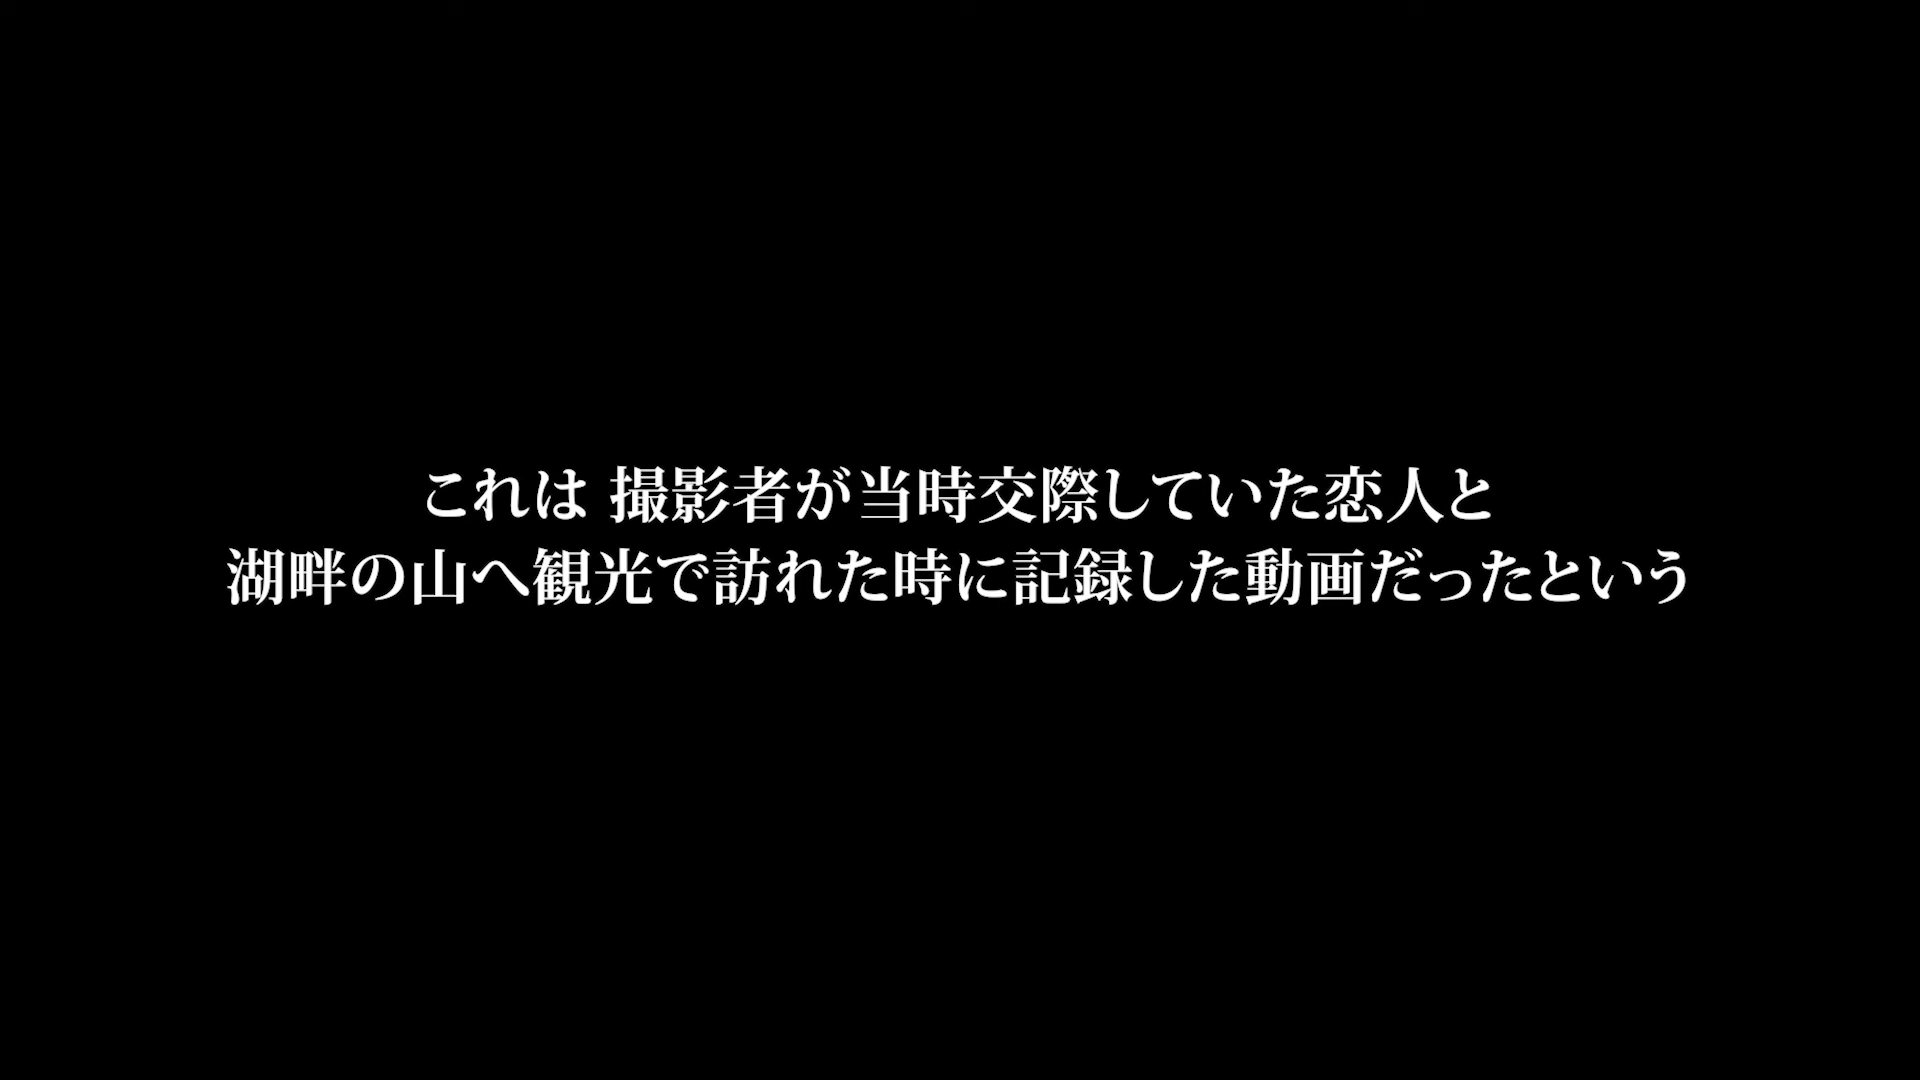 これは 撮影者が当時交際していた恋人と
湖畔の山へ観光で訪れた時に記録した動画だったという